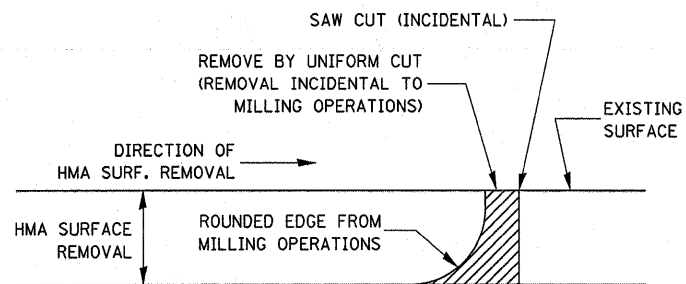 SAW CUT (INCIDENTAL)
REMOVE BY UNIFORM CUT
(REMOVAL INCIDENTAL TO
MILLING OPERATIONS)
EXISTING
SURFACE
DIRECTION OF
HMA SURF. REMOVAL
HMA SURFACE
REMOVAL
ROUNDED EDGE FROM
MILLING OPERATIONS